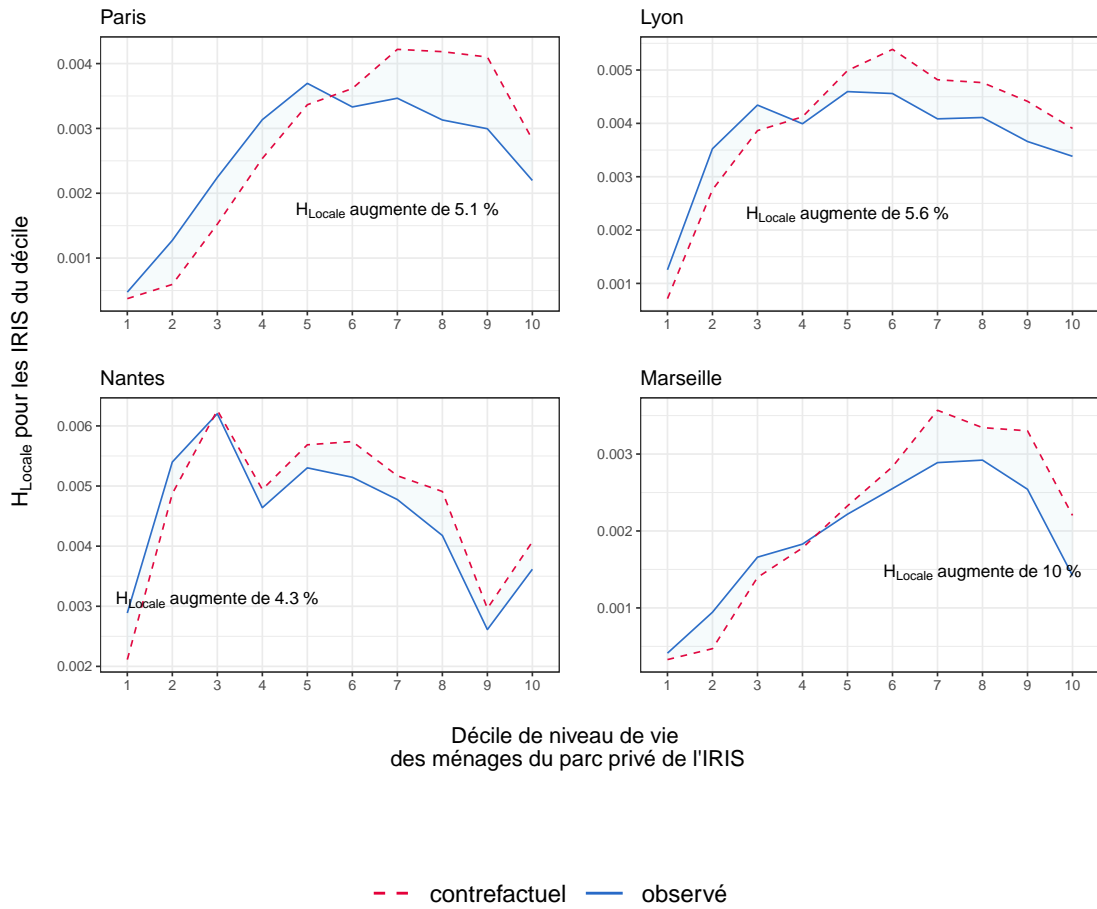 Paris
0.004
0.003
0.002
0.001
H_Locale augmente de 5.1 %
1 2 3 4 5 6 7 8 9 10
Lyon
0.005
0.004
0.003
0.002
0.001
H_Locale augmente de 5.6 %
1 2 3 4 5 6 7 8 9 10
H_Locale pour les IRIS du décile
Nantes
0.006
0.005
0.004
0.003
0.002
H_Locale augmente de 4.3 %
1 2 3 4 5 6 7 8 9 10
Marseille
0.003
0.002
0.001
H_Locale augmente de 10 %
1 2 3 4 5 6 7 8 9 10
Décile de niveau de vie
des ménages du parc privé de l'IRIS
contrefactuel observé